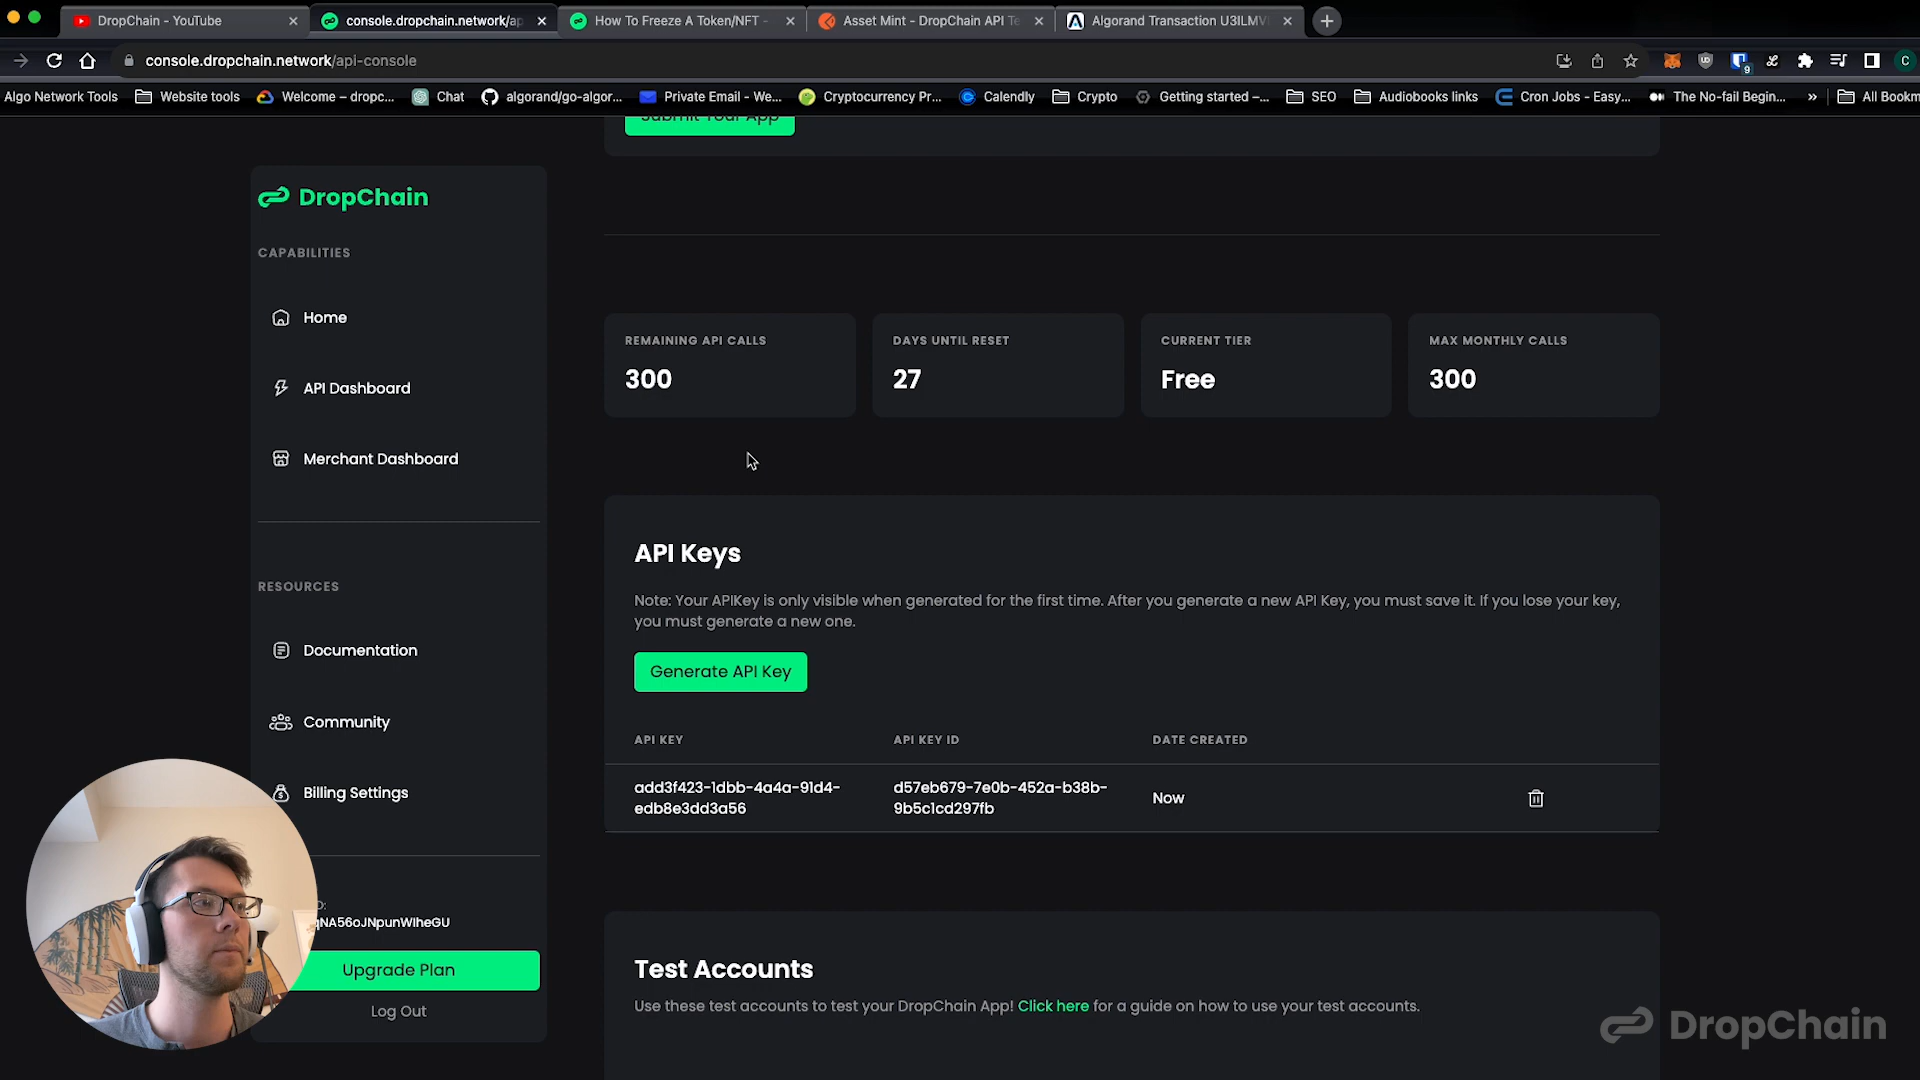 DropChain - YouTube
console.dropchain.network/ap
How To Freeze A Token/NFT -
Asset Mint - DropChain API Te
Algorand Transaction U3ILMV
console.dropchain.network/api-console
9
C
Algo Network Tools
Website tools
Welcome – dropc...
Chat
algorand/go-algor...
Private Email - We...
Cryptocurrency Pr...
Calendly
Crypto
Getting started –...
SEO
Audiobooks links
Cron Jobs - Easy...
The No-fail Begin...
»
All Bookm
Submit Your App
DropChain
CAPABILITIES
Home
API Dashboard
Merchant Dashboard
RESOURCES
Documentation
Community
Billing Settings
D:
qNA56oJNpunWIheGU
Upgrade Plan
Log Out
REMAINING API CALLS
300
DAYS UNTIL RESET
27
CURRENT TIER
Free
MAX MONTHLY CALLS
300
API Keys
Note: Your APIKey is only visible when generated for the first time. After you generate a new API Key, you must save it. If you lose your key,
you must generate a new one.
Generate API Key
API KEY
API KEY ID
DATE CREATED
add3f423-1dbb-4a4a-91d4-
edb8e3dd3a56
d57eb679-7e0b-452a-b38b-
9b5c1cd297fb
Now
Test Accounts
Use these test accounts to test your DropChain App! Click here for a guide on how to use your test accounts.
DropChain